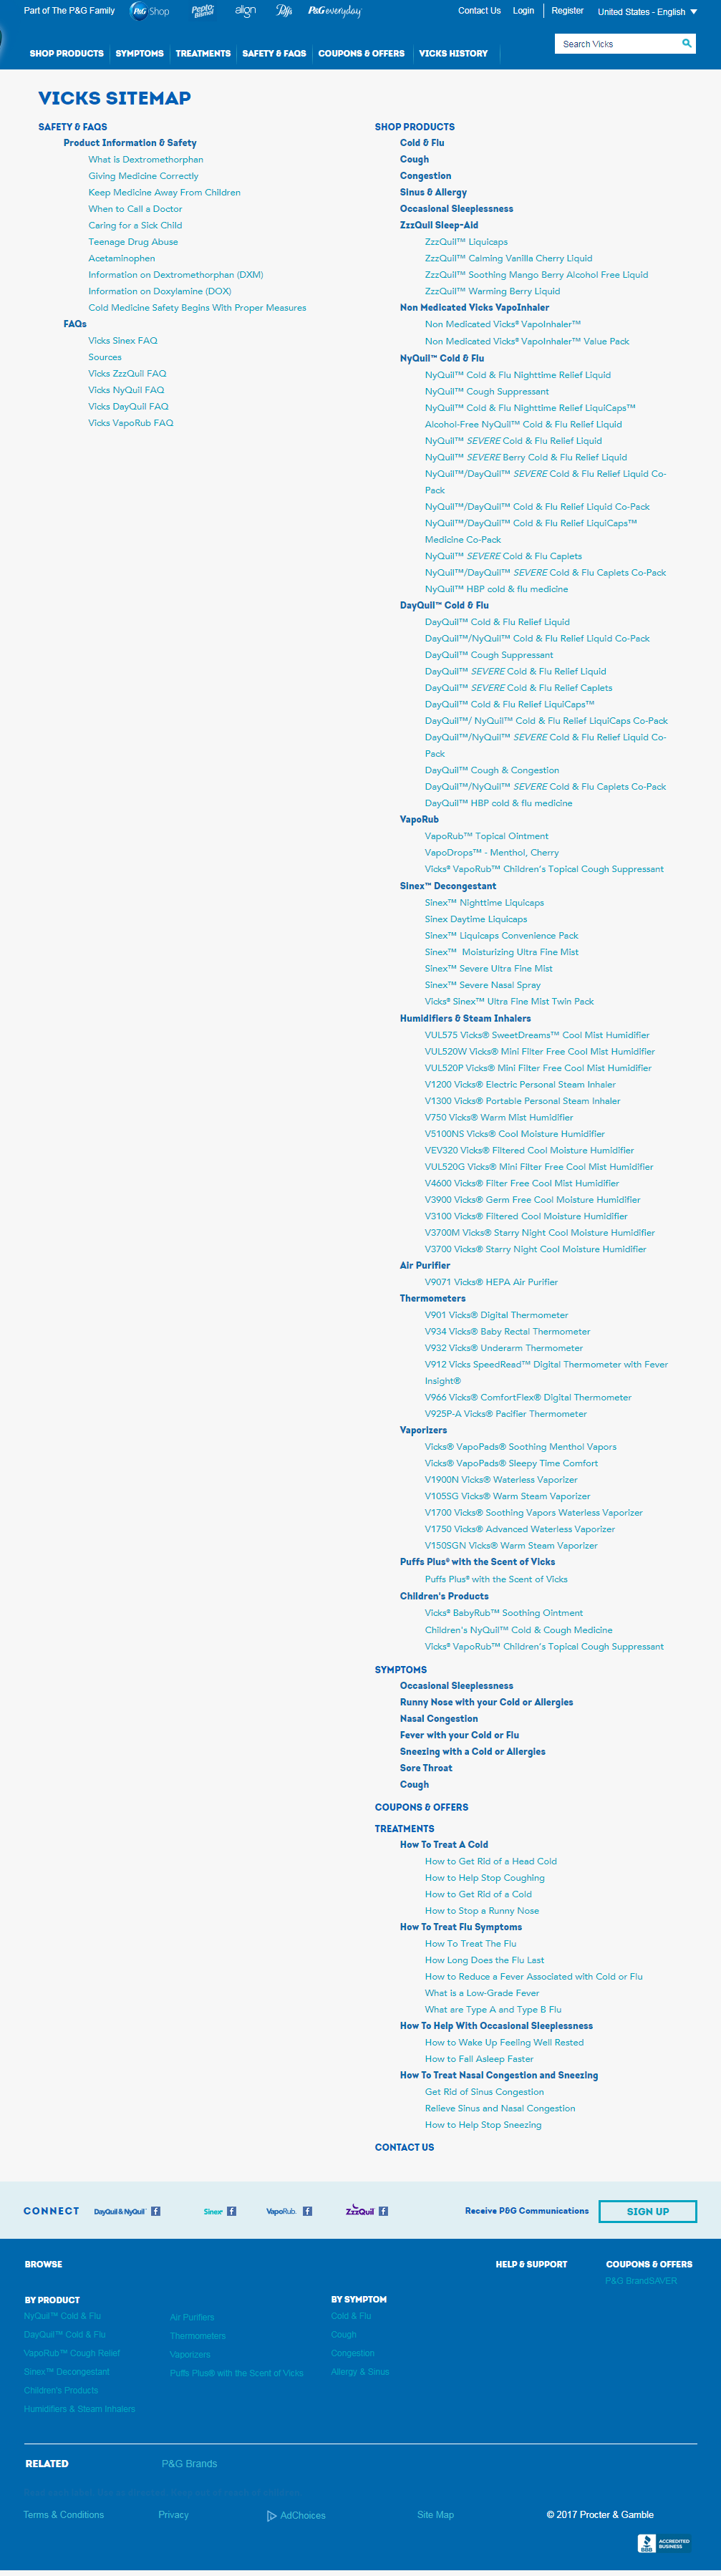 Part of The P&G Family
P&G Shop
Pepto Bismol
align
Puffs
P&G everyday
Contact Us
Login
Register
United States - English
SHOP PRODUCTS
SYMPTOMS
TREATMENTS
SAFETY & FAQS
COUPONS & OFFERS
VICKS HISTORY
Search Vicks
VICKS SITEMAP
SAFETY & FAQS
Product Information & Safety
What is Dextromethorphan
Giving Medicine Correctly
Keep Medicine Away From Children
When to Call a Doctor
Caring for a Sick Child
Teenage Drug Abuse
Acetaminophen
Information on Dextromethorphan (DXM)
Information on Doxylamine (DOX)
Cold Medicine Safety Begins With Proper Measures
FAQs
Vicks Sinex FAQ
Sources
Vicks ZzzQuil FAQ
Vicks NyQuil FAQ
Vicks DayQuil FAQ
Vicks VapoRub FAQ
SHOP PRODUCTS
Cold & Flu
Cough
Congestion
Sinus & Allergy
Occasional Sleeplessness
ZzzQuil Sleep-Aid
ZzzQuil™ Liquicaps
ZzzQuil™ Calming Vanilla Cherry Liquid
ZzzQuil™ Soothing Mango Berry Alcohol Free Liquid
ZzzQuil™ Warming Berry Liquid
Non Medicated Vicks VapoInhaler
Non Medicated Vicks® VapoInhaler™
Non Medicated Vicks® VapoInhaler™ Value Pack
NyQuil™ Cold & Flu
NyQuil™ Cold & Flu Nighttime Relief Liquid
NyQuil™ Cough Suppressant
NyQuil™ Cold & Flu Nighttime Relief LiquiCaps™
Alcohol-Free NyQuil™ Cold & Flu Relief Liquid
NyQuil™ SEVERE Cold & Flu Relief Liquid
NyQuil™ SEVERE Berry Cold & Flu Relief Liquid
NyQuil™/DayQuil™ SEVERE Cold & Flu Relief Liquid Co-
Pack
NyQuil™/DayQuil™ Cold & Flu Relief Liquid Co-Pack
NyQuil™/DayQuil™ Cold & Flu Relief LiquiCaps™
Medicine Co-Pack
NyQuil™ SEVERE Cold & Flu Caplets
NyQuil™/DayQuil™ SEVERE Cold & Flu Caplets Co-Pack
NyQuil™ HBP cold & flu medicine
DayQuil™ Cold & Flu
DayQuil™ Cold & Flu Relief Liquid
DayQuil™/NyQuil™ Cold & Flu Relief Liquid Co-Pack
DayQuil™ Cough Suppressant
DayQuil™ SEVERE Cold & Flu Relief Liquid
DayQuil™ SEVERE Cold & Flu Relief Caplets
DayQuil™ Cold & Flu Relief LiquiCaps™
DayQuil™/ NyQuil™ Cold & Flu Relief LiquiCaps Co-Pack
DayQuil™/NyQuil™ SEVERE Cold & Flu Relief Liquid Co-
Pack
DayQuil™ Cough & Congestion
DayQuil™/NyQuil™ SEVERE Cold & Flu Caplets Co-Pack
DayQuil™ HBP cold & flu medicine
VapoRub
VapoRub™ Topical Ointment
VapoDrops™ - Menthol, Cherry
Vicks® VapoRub™ Children's Topical Cough Suppressant
Sinex™ Decongestant
Sinex™ Nighttime Liquicaps
Sinex Daytime Liquicaps
Sinex™ Liquicaps Convenience Pack
Sinex™  Moisturizing Ultra Fine Mist
Sinex™ Severe Ultra Fine Mist
Sinex™ Severe Nasal Spray
Vicks® Sinex™ Ultra Fine Mist Twin Pack
Humidifiers & Steam Inhalers
VUL575 Vicks® SweetDreams™ Cool Mist Humidifier
VUL520W Vicks® Mini Filter Free Cool Mist Humidifier
VUL520P Vicks® Mini Filter Free Cool Mist Humidifier
V1200 Vicks® Electric Personal Steam Inhaler
V1300 Vicks® Portable Personal Steam Inhaler
V750 Vicks® Warm Mist Humidifier
V5100NS Vicks® Cool Moisture Humidifier
VEV320 Vicks® Filtered Cool Moisture Humidifier
VUL520G Vicks® Mini Filter Free Cool Mist Humidifier
V4600 Vicks® Filter Free Cool Mist Humidifier
V3900 Vicks® Germ Free Cool Moisture Humidifier
V3100 Vicks® Filtered Cool Moisture Humidifier
V3700M Vicks® Starry Night Cool Moisture Humidifier
V3700 Vicks® Starry Night Cool Moisture Humidifier
Air Purifier
V9071 Vicks® HEPA Air Purifier
Thermometers
V901 Vicks® Digital Thermometer
V934 Vicks® Baby Rectal Thermometer
V932 Vicks® Underarm Thermometer
V912 Vicks SpeedRead™ Digital Thermometer with Fever
Insight®
V966 Vicks® ComfortFlex® Digital Thermometer
V925P-A Vicks® Pacifier Thermometer
Vaporizers
Vicks® VapoPads® Soothing Menthol Vapors
Vicks® VapoPads® Sleepy Time Comfort
V1900N Vicks® Waterless Vaporizer
V105SG Vicks® Warm Steam Vaporizer
V1700 Vicks® Soothing Vapors Waterless Vaporizer
V1750 Vicks® Advanced Waterless Vaporizer
V150SGN Vicks® Warm Steam Vaporizer
Puffs Plus® with the Scent of Vicks
Puffs Plus® with the Scent of Vicks
Children's Products
Vicks® BabyRub™ Soothing Ointment
Children's NyQuil™ Cold & Cough Medicine
Vicks® VapoRub™ Children's Topical Cough Suppressant
SYMPTOMS
Occasional Sleeplessness
Runny Nose with your Cold or Allergies
Nasal Congestion
Fever with your Cold or Flu
Sneezing with a Cold or Allergies
Sore Throat
Cough
COUPONS & OFFERS
TREATMENTS
How To Treat A Cold
How to Get Rid of a Head Cold
How to Help Stop Coughing
How to Get Rid of a Cold
How to Stop a Runny Nose
How To Treat Flu Symptoms
How To Treat The Flu
How Long Does the Flu Last
How to Reduce a Fever Associated with Cold or Flu
What is a Low-Grade Fever
What are Type A and Type B Flu
How To Help With Occasional Sleeplessness
How to Wake Up Feeling Well Rested
How to Fall Asleep Faster
How To Treat Nasal Congestion and Sneezing
Get Rid of Sinus Congestion
Relieve Sinus and Nasal Congestion
How to Help Stop Sneezing
CONTACT US
CONNECT
DayQuil & NyQuil
Sinex
VapoRub
ZzzQuil
Receive P&G Communications
SIGN UP
BROWSE
HELP & SUPPORT
COUPONS & OFFERS
P&G BrandSAVER
BY PRODUCT
NyQuil™ Cold & Flu
DayQuil™ Cold & Flu
VapoRub™ Cough Relief
Sinex™ Decongestant
Children's Products
Humidifiers & Steam Inhalers
Air Purifiers
Thermometers
Vaporizers
Puffs Plus® with the Scent of Vicks
BY SYMPTOM
Cold & Flu
Cough
Congestion
Allergy & Sinus
RELATED
P&G Brands
Terms & Conditions
Privacy
AdChoices
Site Map
© 2017 Procter & Gamble
BBB ACCREDITED BUSINESS